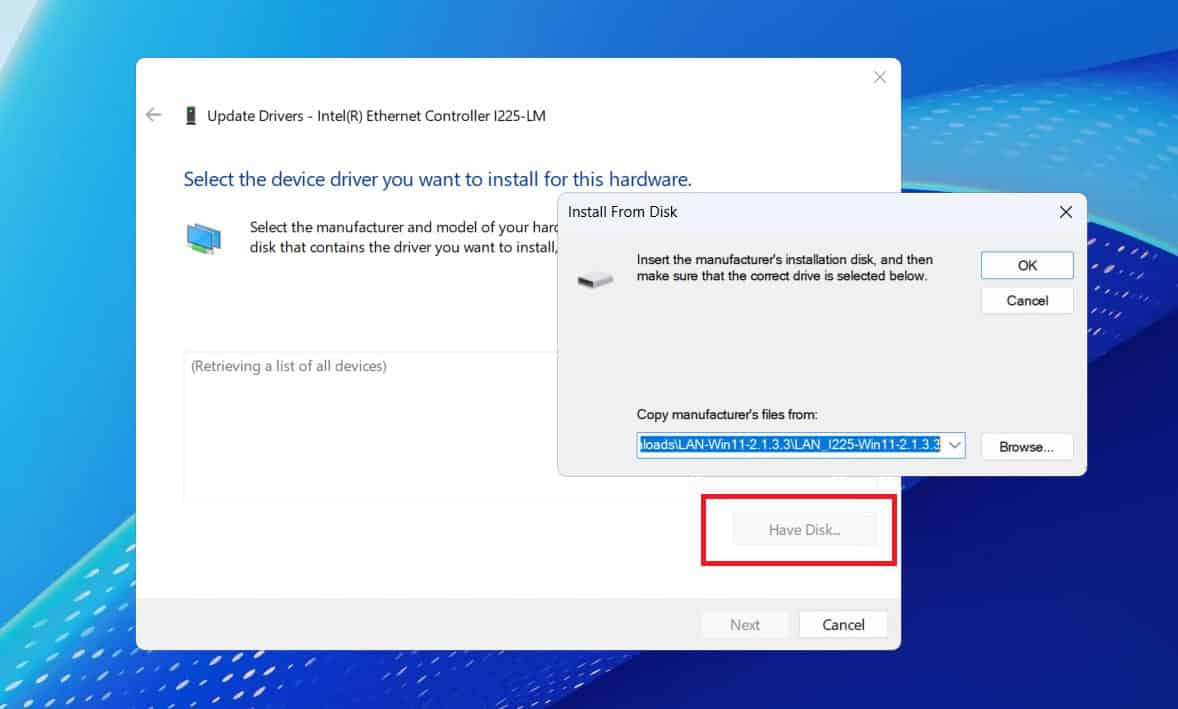 Update Drivers - Intel(R) Ethernet Controller I225-LM
Select the device driver you want to install for this hardware.
Select the manufacturer and model of your
disk that contains the driver you want to install,
(Retrieving a list of all devices)
Have Disk...
Next
Cancel
Install From Disk
Insert the manufacturer's installation disk, and then
make sure that the correct drive is selected below.
OK
Cancel
Copy manufacturer's files from:
loads\LAN-Win11-2.1.3.3\LAN_I225-Win11-2.1.3.3
Browse...